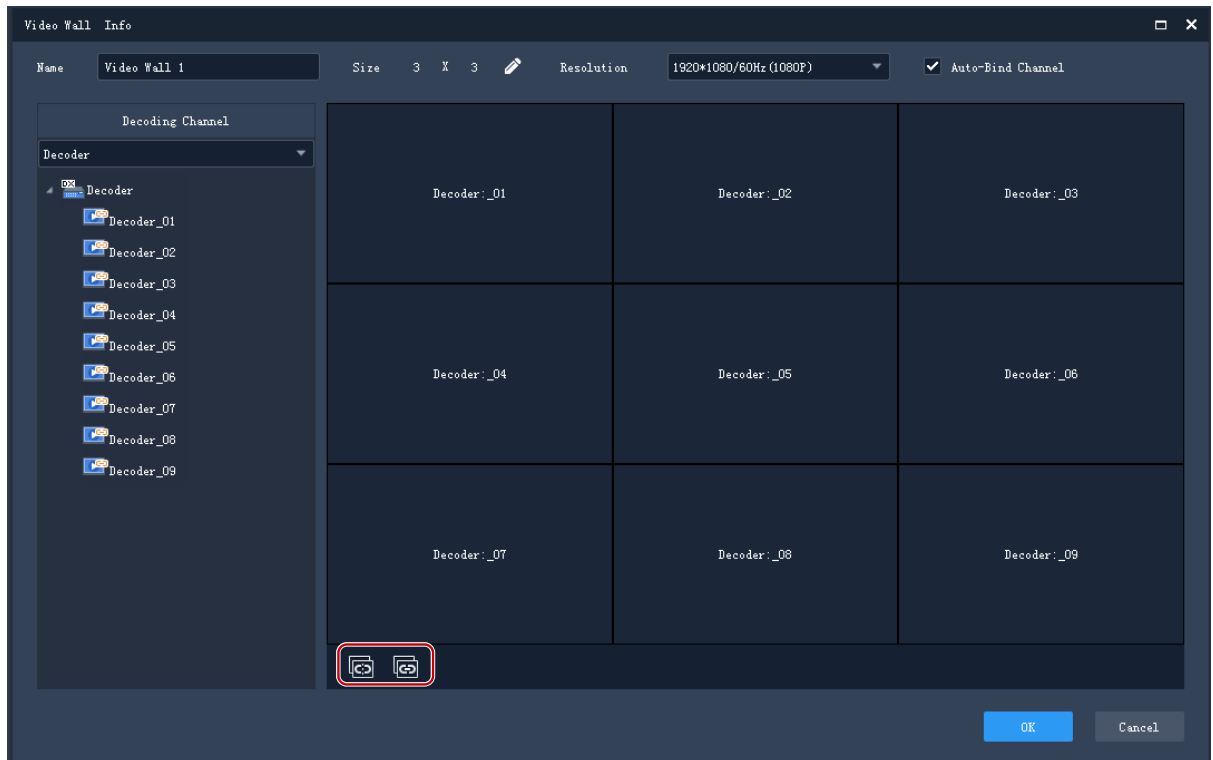 Video Wall Info
Name Video Wall 1 Size 3 X 3 Resolution 1920*1080/60Hz(1080P) Auto-Bind Channel
Decoding Channel
Decoder
DX Decoder
Decoder_01
Decoder_02
Decoder_03
Decoder_04
Decoder_05
Decoder_06
Decoder_07
Decoder_08
Decoder_09
Decoder:_01 Decoder:_02 Decoder:_03
Decoder:_04 Decoder:_05 Decoder:_06
Decoder:_07 Decoder:_08 Decoder:_09
OK Cancel